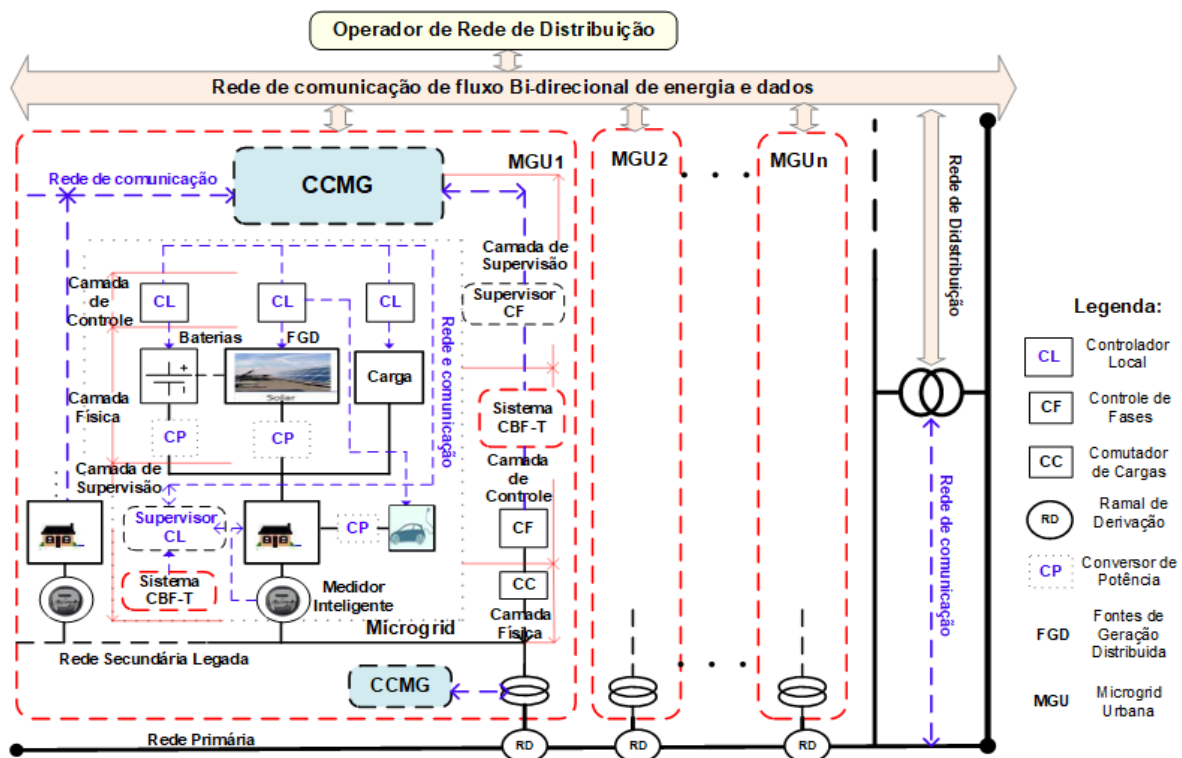 Operador de Rede de Distribuição
Rede de comunicação de fluxo Bi-direcional de energia e dados
MGU1
MGU2
MGUn
Rede de comunicação
CCMG
Camada de
Supervisão
Supervisor
CF
Camada
de
Controle
CL
CL
CL
Baterias
FGD
Solar
Carga
Rede e comunicação
Camada
Física
CP
CP
Sistema
CBF-T
Camada
de
Controle
Camada de
Supervisão
Supervisor
CL
CP
CF
Sistema
CBF-T
Medidor
Inteligente
CC
Camada
Física
Microgrid
Rede Secundária Legada
CCMG
Rede Primária
RD
RD
RD
Rede de Didstribuição
Rede de comunicação
Legenda:
CL
Controlador
Local
CF
Controle de
Fases
CC
Comutador
de Cargas
RD
Ramal de
Derivação
CP
Conversor de
Potência
FGD
Fontes de
Geração
Distribuida
MGU
Microgrid
Urbana